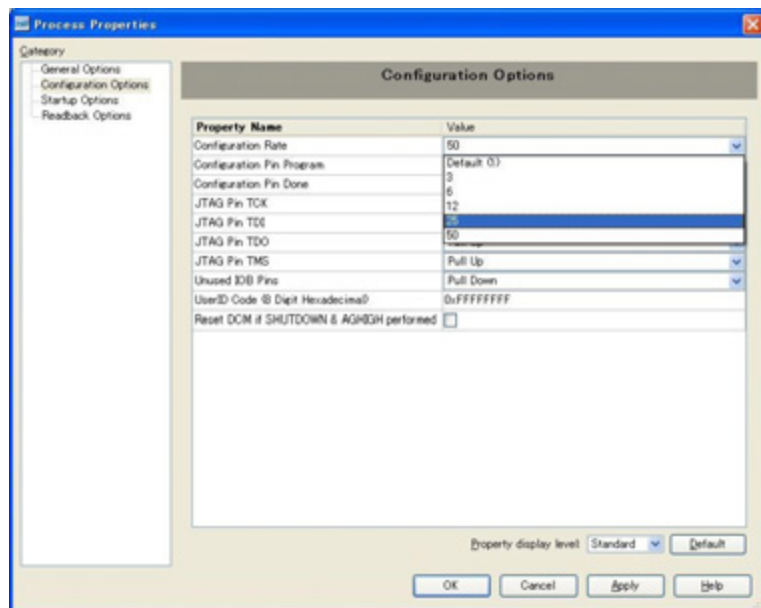 Process Properties
Category
General Options
Configuration Options
Startup Options
Readback Options
Configuration Options
Property Name Value
Configuration Rate 50
Configuration Pin Program Default (1)
3
Configuration Pin Done 6
JTAG Pin TCK 12
JTAG Pin TDI 25
JTAG Pin TDO 50
JTAG Pin TMS Pull Up
Unused IOB Pins Pull Down
UserID Code (8 Digit Hexadecimal) 0xFFFFFFFF
Reset DCM if SHUTDOWN & AGHIGH performed
Property display level: Standard Default
OK Cancel Apply Help